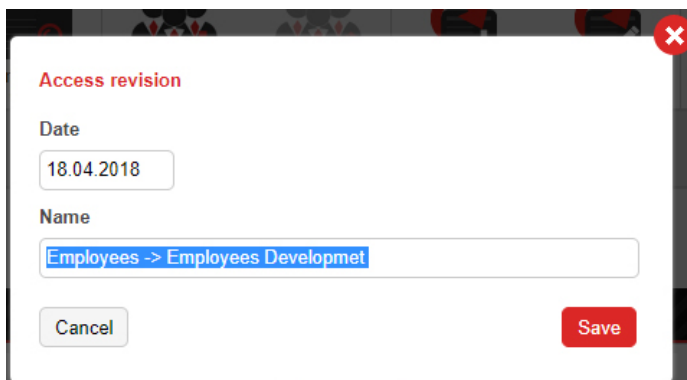 Access revision
Date
18.04.2018
Name
Employees -> Employees Developmet
Cancel
Save